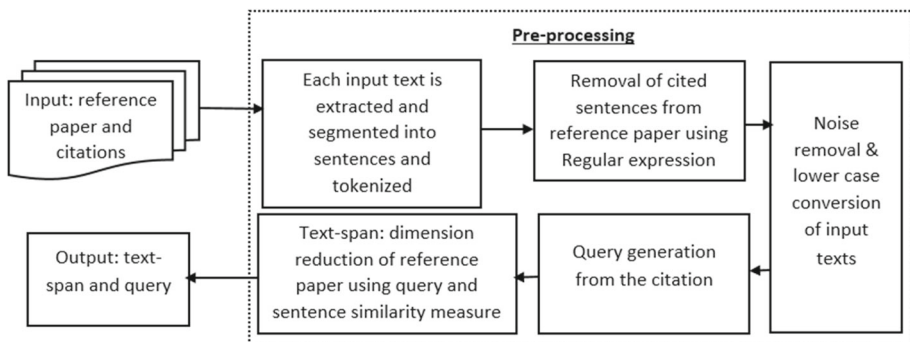 Pre-processing
Input: reference
paper and
citations
Each input text is
extracted and
segmented into
sentences and
tokenized
Removal of cited
sentences from
reference paper using
Regular expression
Noise
removal &
lower case
conversion
of input
texts
Query generation
from the citation
Text-span: dimension
reduction of reference
paper using query and
sentence similarity measure
Output: text-
span and query